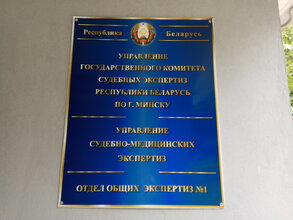 Республика Беларусь
УПРАВЛЕНИЕ
ГОСУДАРСТВЕННОГО КОМИТЕТА
СУДЕБНЫХ ЭКСПЕРТИЗ
РЕСПУБЛИКИ БЕЛАРУСЬ
ПО Г. МИНСКУ
УПРАВЛЕНИЕ
СУДЕБНО-МЕДИЦИНСКИХ
ЭКСПЕРТИЗ
ОТДЕЛ ОБЩИХ ЭКСПЕРТИЗ №1